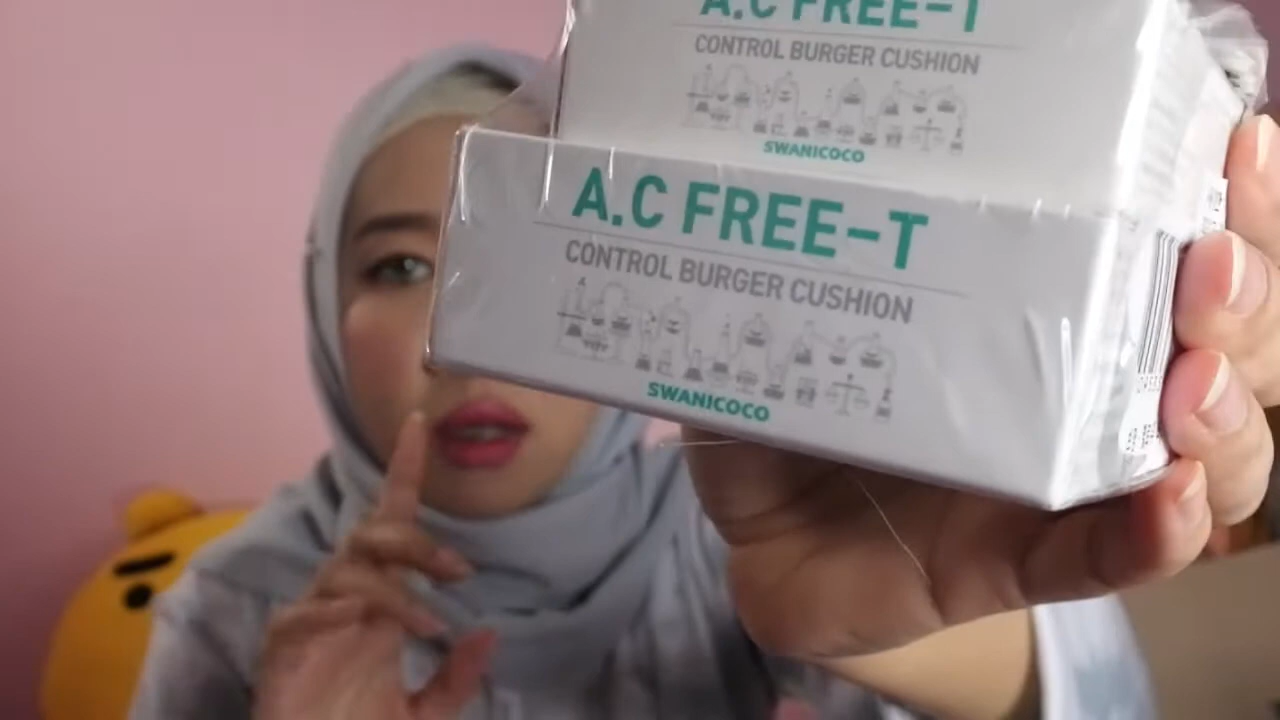 A.C FREE-T
CONTROL BURGER CUSHION
SWANICOCO
A.C FREE-T
CONTROL BURGER CUSHION
SWANICOCO